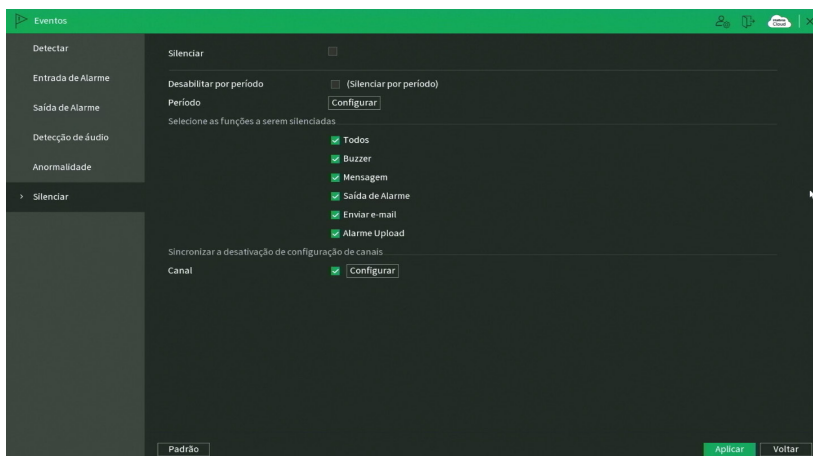 Eventos
Cloud
Detectar
Entrada de Alarme
Saída de Alarme
Detecção de áudio
Anormalidade
Silenciar
Silenciar
Desabilitar por período (Silenciar por período)
Período Configurar
Selecione as funções a serem silenciadas
Todos
Buzzer
Mensagem
Saída de Alarme
Enviar e-mail
Alarme Upload
Sincronizar a desativação de configuração de canais
Canal Configurar
Padrão Aplicar Voltar